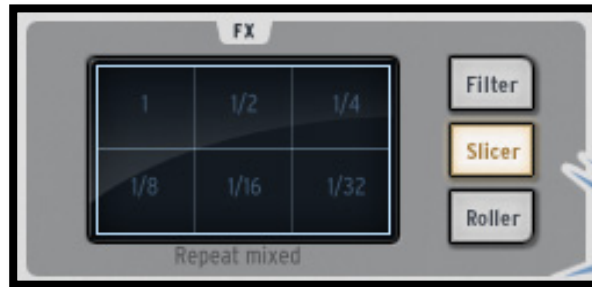 FX
1 1/2 1/4
Filter
Slicer
1/8 1/16 1/32
Roller
Repeat mixed